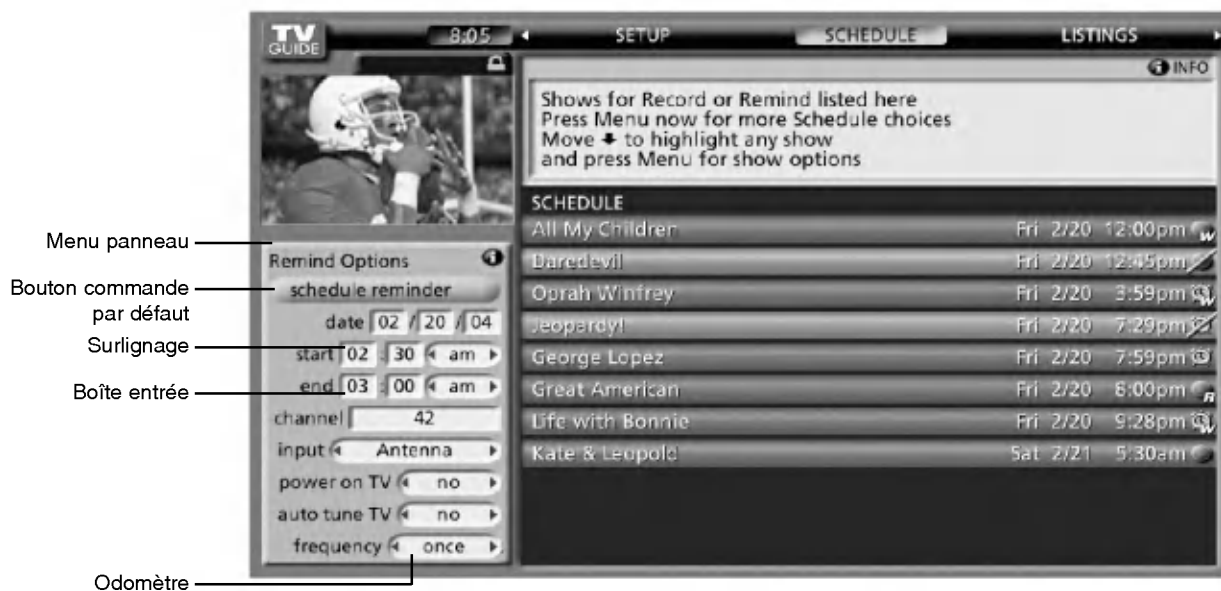 TV
GUIDE
8:05
SETUP
SCHEDULE
LISTINGS
INFO
Shows for Record or Remind listed here
Press Menu now for more Schedule choices
Move to highlight any show
and press Menu for show options
SCHEDULE
All My Children Fri 2/20 12:00pm W
Daredevil Fri 2/20 12:45pm
Oprah Winfrey Fri 2/20 3:59pm W
Jeopardy! Fri 2/20 7:29pm
George Lopez Fri 2/20 7:59pm
Great American Fri 2/20 8:00pm R
Life with Bonnie Fri 2/20 9:28pm W
Kate & Leopold Sat 2/21 5:30am
Menu panneau
Bouton commande
par défaut
Surlignage
Boîte entrée
Odomètre
Remind Options
schedule reminder
date 02 / 20 / 04
start 02 : 30 am
end 03 : 00 am
channel 42
input Antenna
power on TV no
auto tune TV no
frequency once